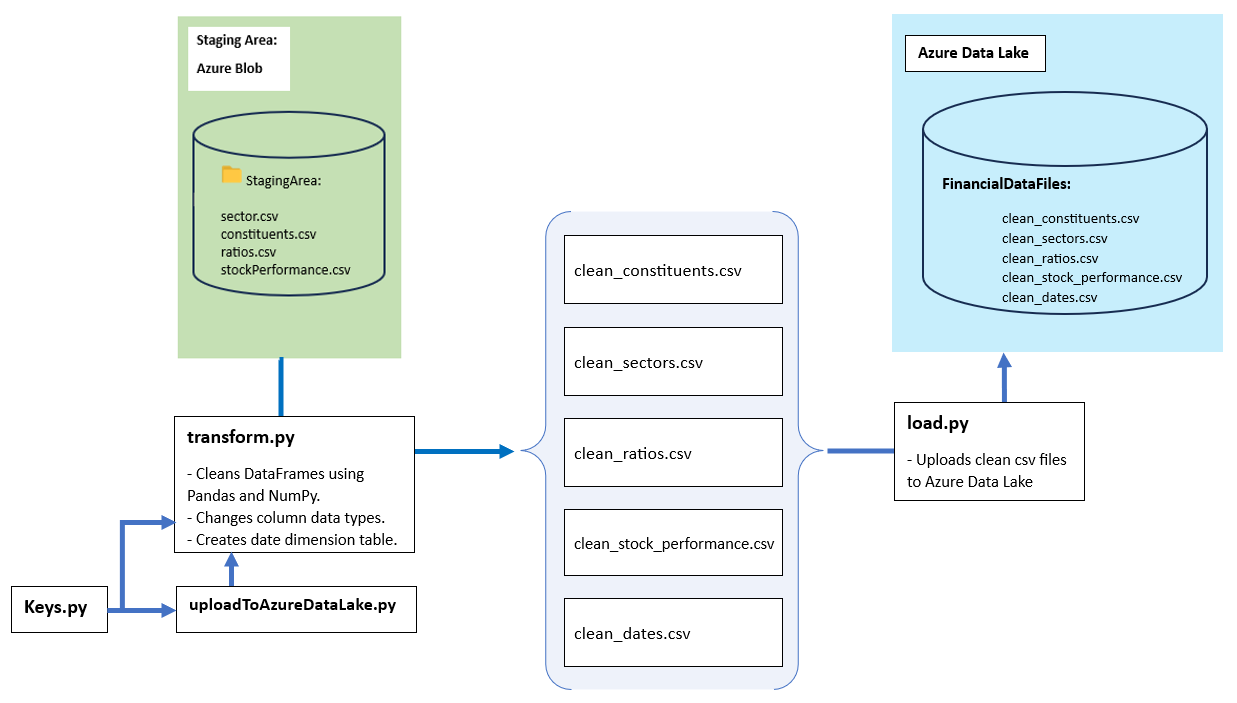 Staging Area:
Azure Blob
StagingArea:
sector.csv
constituents.csv
ratios.csv
stockPerformance.csv
transform.py
- Cleans DataFrames using
Pandas and NumPy.
- Changes column data types.
- Creates date dimension table.
Keys.py
uploadToAzureDataLake.py
clean_constituents.csv
clean_sectors.csv
clean_ratios.csv
clean_stock_performance.csv
clean_dates.csv
load.py
- Uploads clean csv files
to Azure Data Lake
Azure Data Lake
FinancialDataFiles:
clean_constituents.csv
clean_sectors.csv
clean_ratios.csv
clean_stock_performance.csv
clean_dates.csv